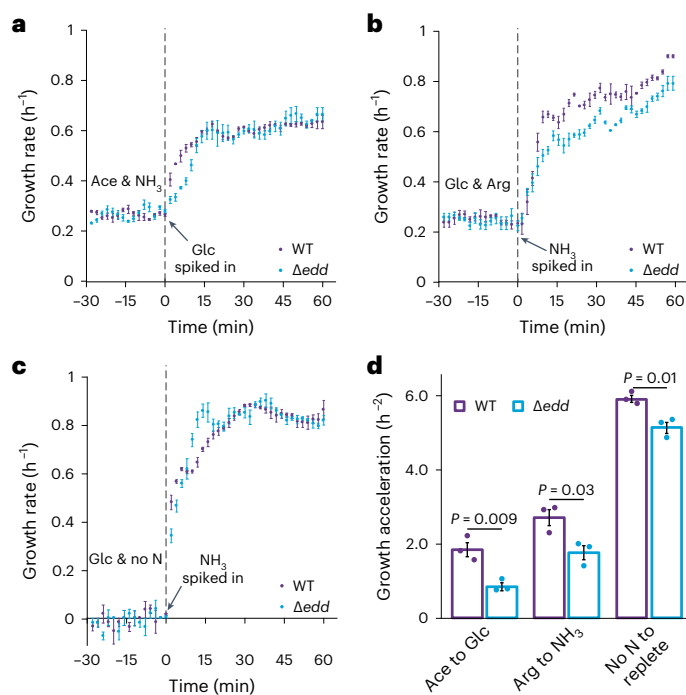 a
1
0.8
0.6
0.4
0.2
0
Growth rate (h⁻¹)
Ace & NH₃
Glc
spiked in
WT
Δedd
−30 −15 0 15 30 45 60
Time (min)
b
1
0.8
0.6
0.4
0.2
0
Growth rate (h⁻¹)
Glc & Arg
NH₃
spiked in
WT
Δedd
−30 −15 0 15 30 45 60
Time (min)
c
1
0.8
0.6
0.4
0.2
0
Growth rate (h⁻¹)
Glc & no N
NH₃
spiked in
WT
Δedd
−30 −15 0 15 30 45 60
Time (min)
d
6.0
4.0
2.0
0
Growth acceleration (h⁻²)
WT Δedd
P = 0.009
P = 0.03
P = 0.01
Ace to Glc
Arg to NH₃
No N to
replete